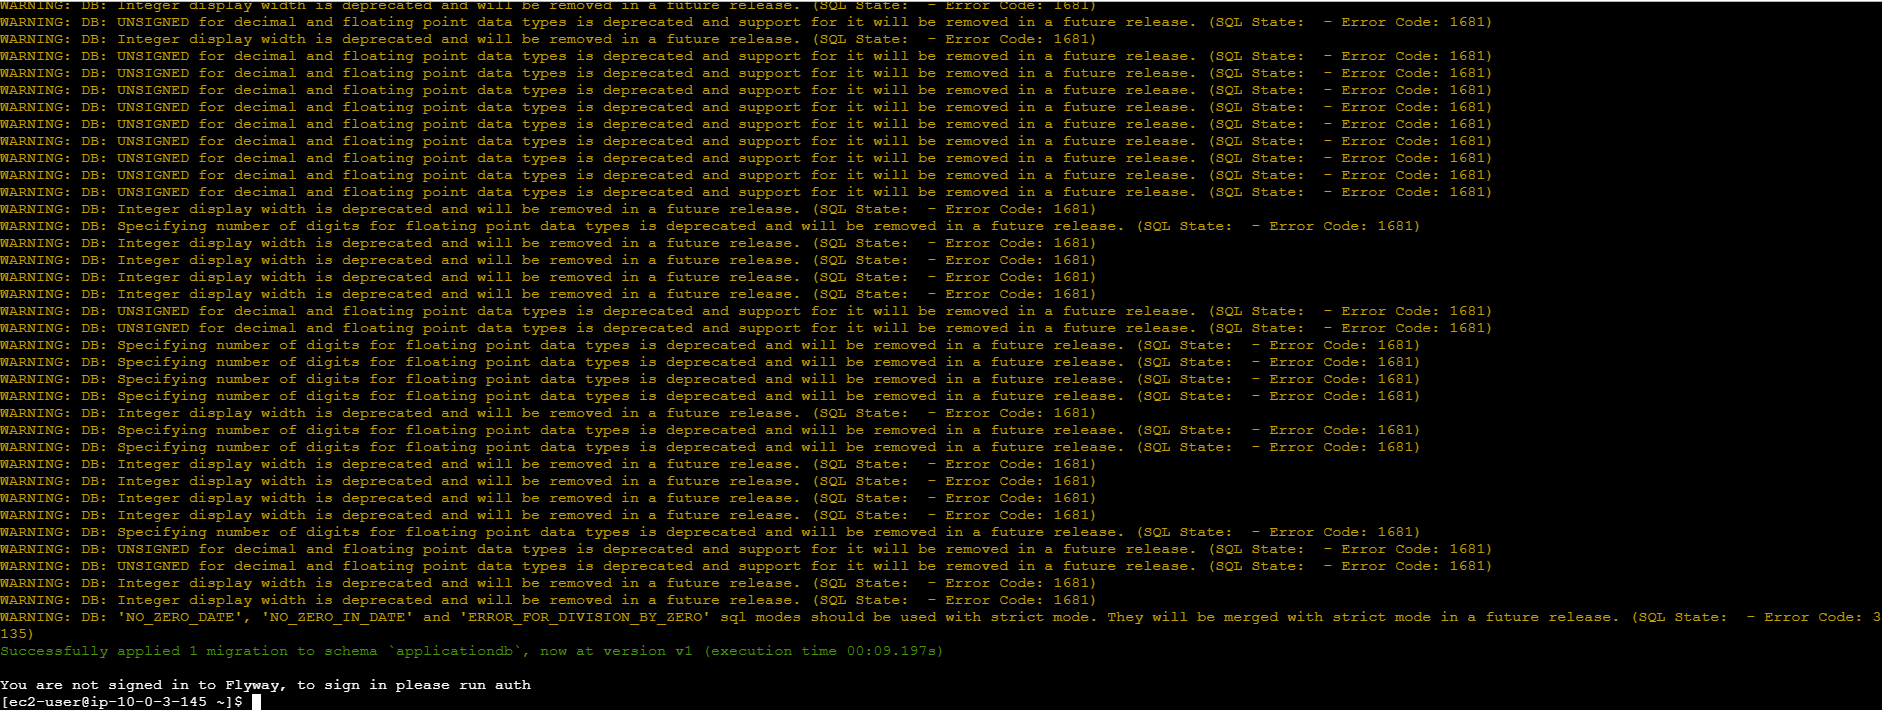 WARNING: DB: Integer display width is deprecated and will be removed in a future release. (SQL State:  - Error Code: 1681)
WARNING: DB: UNSIGNED for decimal and floating point data types is deprecated and support for it will be removed in a future release. (SQL State:  - Error Code: 1681)
WARNING: DB: Integer display width is deprecated and will be removed in a future release. (SQL State:  - Error Code: 1681)
WARNING: DB: UNSIGNED for decimal and floating point data types is deprecated and support for it will be removed in a future release. (SQL State:  - Error Code: 1681)
WARNING: DB: UNSIGNED for decimal and floating point data types is deprecated and support for it will be removed in a future release. (SQL State:  - Error Code: 1681)
WARNING: DB: UNSIGNED for decimal and floating point data types is deprecated and support for it will be removed in a future release. (SQL State:  - Error Code: 1681)
WARNING: DB: UNSIGNED for decimal and floating point data types is deprecated and support for it will be removed in a future release. (SQL State:  - Error Code: 1681)
WARNING: DB: UNSIGNED for decimal and floating point data types is deprecated and support for it will be removed in a future release. (SQL State:  - Error Code: 1681)
WARNING: DB: UNSIGNED for decimal and floating point data types is deprecated and support for it will be removed in a future release. (SQL State:  - Error Code: 1681)
WARNING: DB: UNSIGNED for decimal and floating point data types is deprecated and support for it will be removed in a future release. (SQL State:  - Error Code: 1681)
WARNING: DB: UNSIGNED for decimal and floating point data types is deprecated and support for it will be removed in a future release. (SQL State:  - Error Code: 1681)
WARNING: DB: UNSIGNED for decimal and floating point data types is deprecated and support for it will be removed in a future release. (SQL State:  - Error Code: 1681)
WARNING: DB: Integer display width is deprecated and will be removed in a future release. (SQL State:  - Error Code: 1681)
WARNING: DB: Specifying number of digits for floating point data types is deprecated and will be removed in a future release. (SQL State:  - Error Code: 1681)
WARNING: DB: Integer display width is deprecated and will be removed in a future release. (SQL State:  - Error Code: 1681)
WARNING: DB: Integer display width is deprecated and will be removed in a future release. (SQL State:  - Error Code: 1681)
WARNING: DB: Integer display width is deprecated and will be removed in a future release. (SQL State:  - Error Code: 1681)
WARNING: DB: Integer display width is deprecated and will be removed in a future release. (SQL State:  - Error Code: 1681)
WARNING: DB: UNSIGNED for decimal and floating point data types is deprecated and support for it will be removed in a future release. (SQL State:  - Error Code: 1681)
WARNING: DB: UNSIGNED for decimal and floating point data types is deprecated and support for it will be removed in a future release. (SQL State:  - Error Code: 1681)
WARNING: DB: Specifying number of digits for floating point data types is deprecated and will be removed in a future release. (SQL State:  - Error Code: 1681)
WARNING: DB: Specifying number of digits for floating point data types is deprecated and will be removed in a future release. (SQL State:  - Error Code: 1681)
WARNING: DB: Specifying number of digits for floating point data types is deprecated and will be removed in a future release. (SQL State:  - Error Code: 1681)
WARNING: DB: Specifying number of digits for floating point data types is deprecated and will be removed in a future release. (SQL State:  - Error Code: 1681)
WARNING: DB: Integer display width is deprecated and will be removed in a future release. (SQL State:  - Error Code: 1681)
WARNING: DB: Specifying number of digits for floating point data types is deprecated and will be removed in a future release. (SQL State:  - Error Code: 1681)
WARNING: DB: Specifying number of digits for floating point data types is deprecated and will be removed in a future release. (SQL State:  - Error Code: 1681)
WARNING: DB: Integer display width is deprecated and will be removed in a future release. (SQL State:  - Error Code: 1681)
WARNING: DB: Integer display width is deprecated and will be removed in a future release. (SQL State:  - Error Code: 1681)
WARNING: DB: Integer display width is deprecated and will be removed in a future release. (SQL State:  - Error Code: 1681)
WARNING: DB: Integer display width is deprecated and will be removed in a future release. (SQL State:  - Error Code: 1681)
WARNING: DB: Specifying number of digits for floating point data types is deprecated and will be removed in a future release. (SQL State:  - Error Code: 1681)
WARNING: DB: UNSIGNED for decimal and floating point data types is deprecated and support for it will be removed in a future release. (SQL State:  - Error Code: 1681)
WARNING: DB: UNSIGNED for decimal and floating point data types is deprecated and support for it will be removed in a future release. (SQL State:  - Error Code: 1681)
WARNING: DB: Integer display width is deprecated and will be removed in a future release. (SQL State:  - Error Code: 1681)
WARNING: DB: Integer display width is deprecated and will be removed in a future release. (SQL State:  - Error Code: 1681)
WARNING: DB: 'NO_ZERO_DATE', 'NO_ZERO_IN_DATE' and 'ERROR_FOR_DIVISION_BY_ZERO' sql modes should be used with strict mode. They will be merged with strict mode in a future release. (SQL State:  - Error Code: 3
135)
Successfully applied 1 migration to schema `applicationdb`, now at version v1 (execution time 00:09.197s)
You are not signed in to Flyway, to sign in please run auth
[ec2-user@ip-10-0-3-145 ~]$